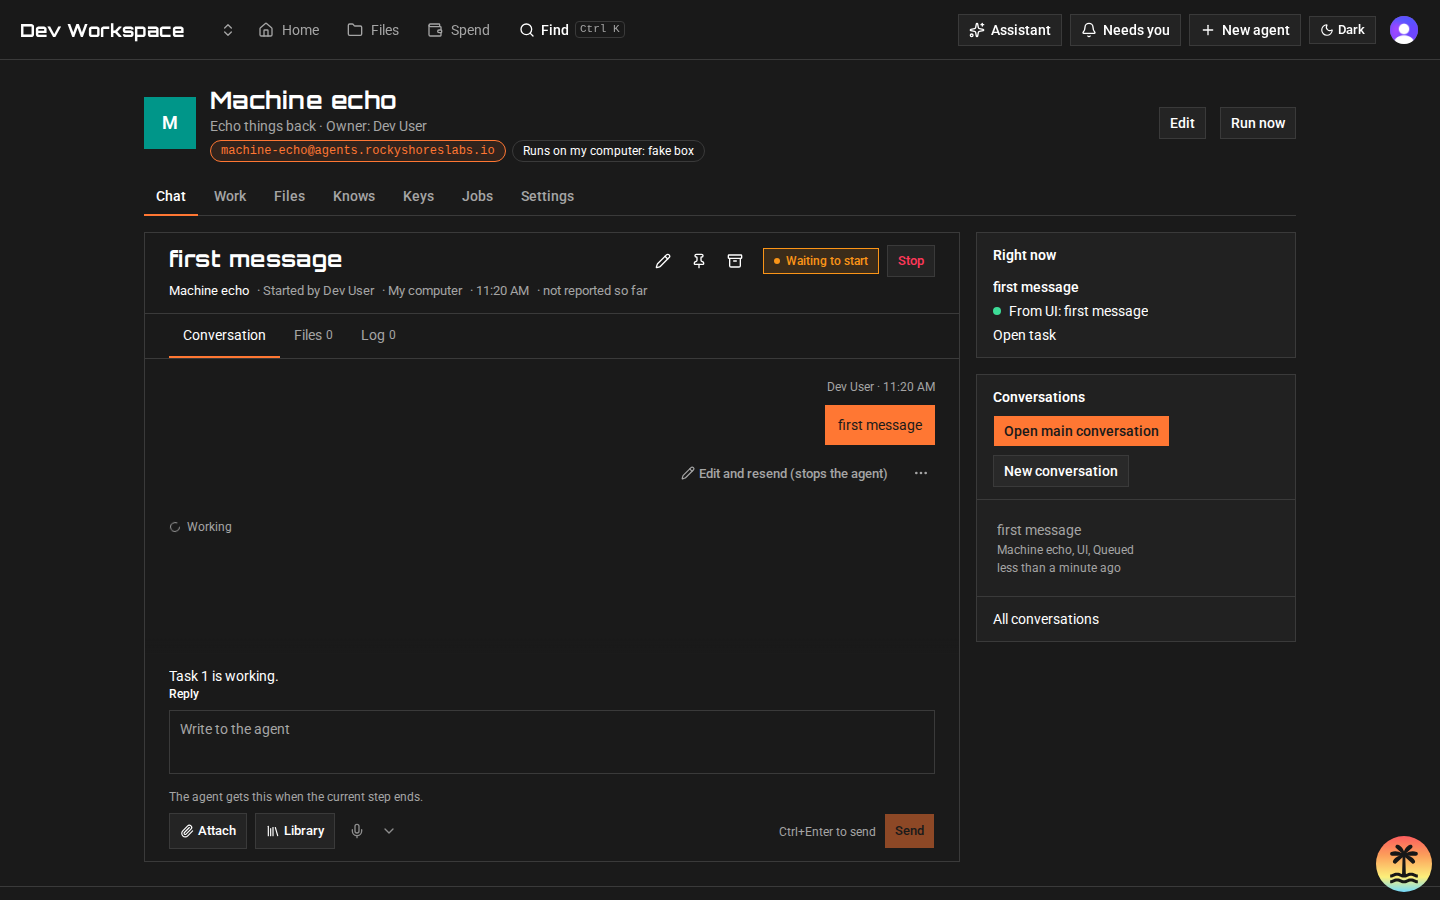 Dev Workspace
Home
Files
Spend
Find
Ctrl K
Assistant
Needs you
New agent
Dark
M
Machine echo
Echo things back · Owner: Dev User
machine-echo@agents.rockyshoreslabs.io
Runs on my computer: fake box
Edit
Run now
Chat
Work
Files
Knows
Keys
Jobs
Settings
first message
Waiting to start
Stop
Machine echo · Started by Dev User · My computer · 11:20 AM · not reported so far
Conversation
Files 0
Log 0
Dev User · 11:20 AM
first message
Edit and resend (stops the agent)
Working
Task 1 is working.
Reply
Write to the agent
The agent gets this when the current step ends.
Attach
Library
Ctrl+Enter to send
Send
Right now
first message
From UI: first message
Open task
Conversations
Open main conversation
New conversation
first message
Machine echo, UI, Queued
less than a minute ago
All conversations